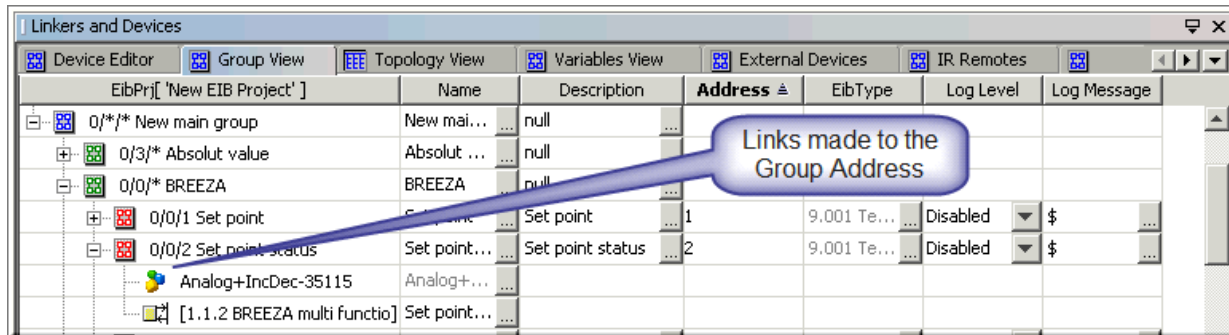 Linkers and Devices
Device Editor Group View Topology View Variables View External Devices IR Remotes
EibPrj[ 'New EIB Project' ] Name Description Address EibType Log Level Log Message
0/*/* New main group New mai... ... null ...
0/3/* Absolut value Absolut ... ... null ...
0/0/* BREEZA BREEZA ... null ...
Links made to the
Group Address
0/0/1 Set point ... Set point ... 1 9.001 Te... ... Disabled $ ...
0/0/2 Set point status Set point... ... Set point status ... 2 9.001 Te... ... Disabled $ ...
Analog+IncDec-35115 Analog+... ...
[1.1.2 BREEZA multi functio] Set point... ...